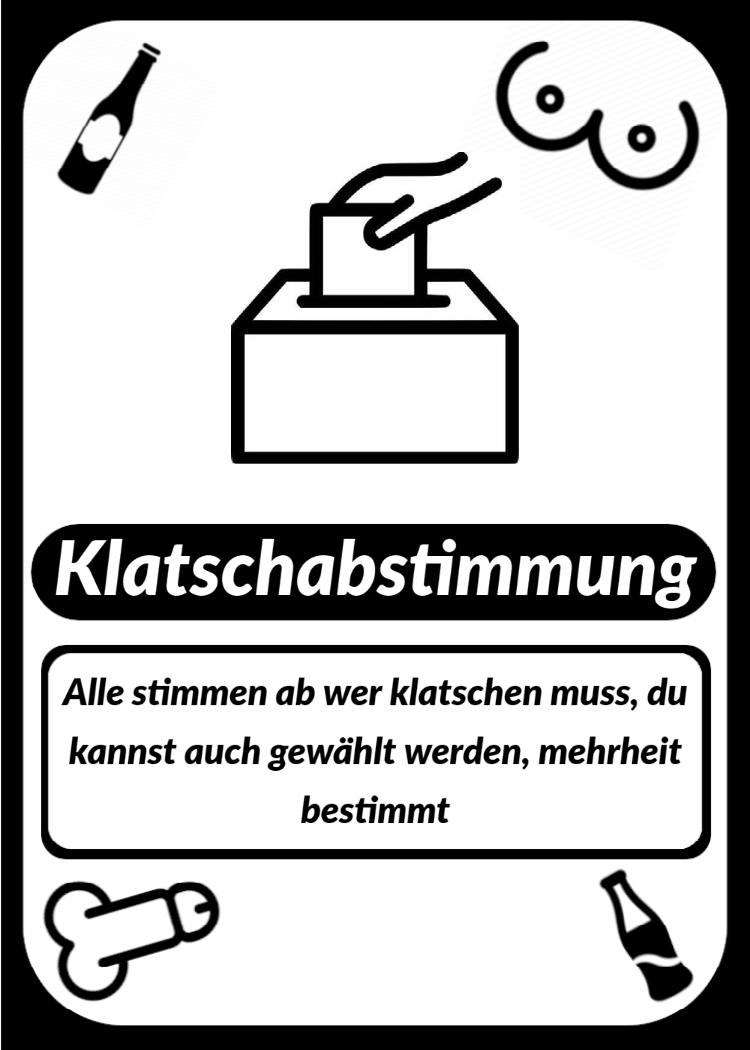 Klatschabstimmung
Alle stimmen ab wer klatschen muss, du
kannst auch gewählt werden, mehrheit
bestimmt